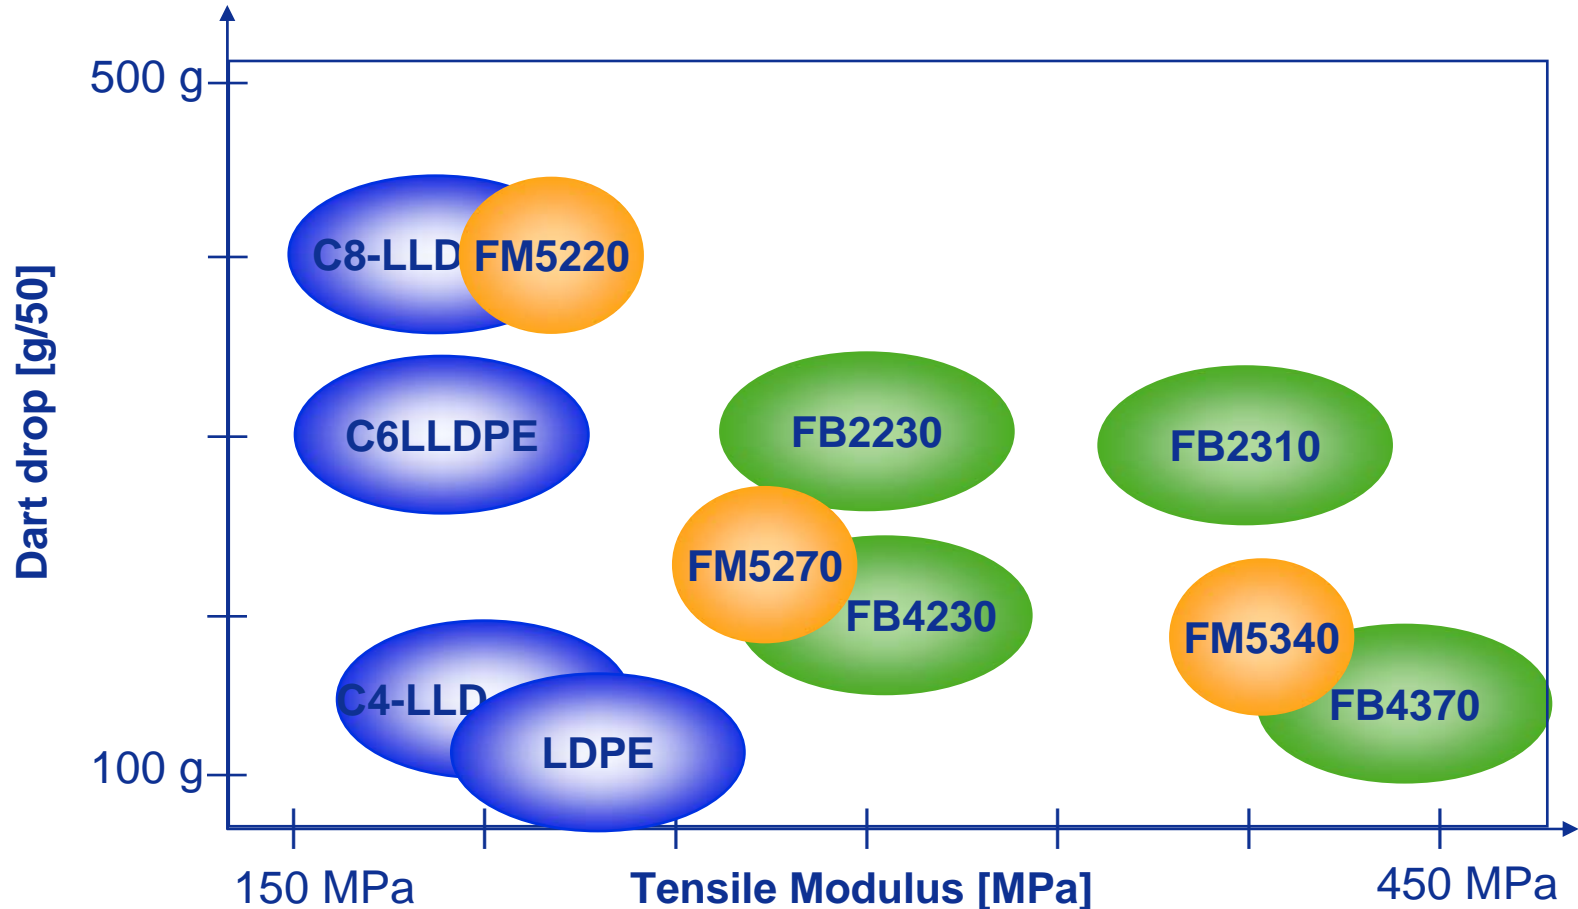 500 g
C8-LLD
FM5220
Dart drop [g/50]
C6LLDPE
FB2230
FB2310
FM5270
FB4230
FM5340
C4-LLD
FB4370
LDPE
100 g
150 MPa
Tensile Modulus [MPa]
450 MPa